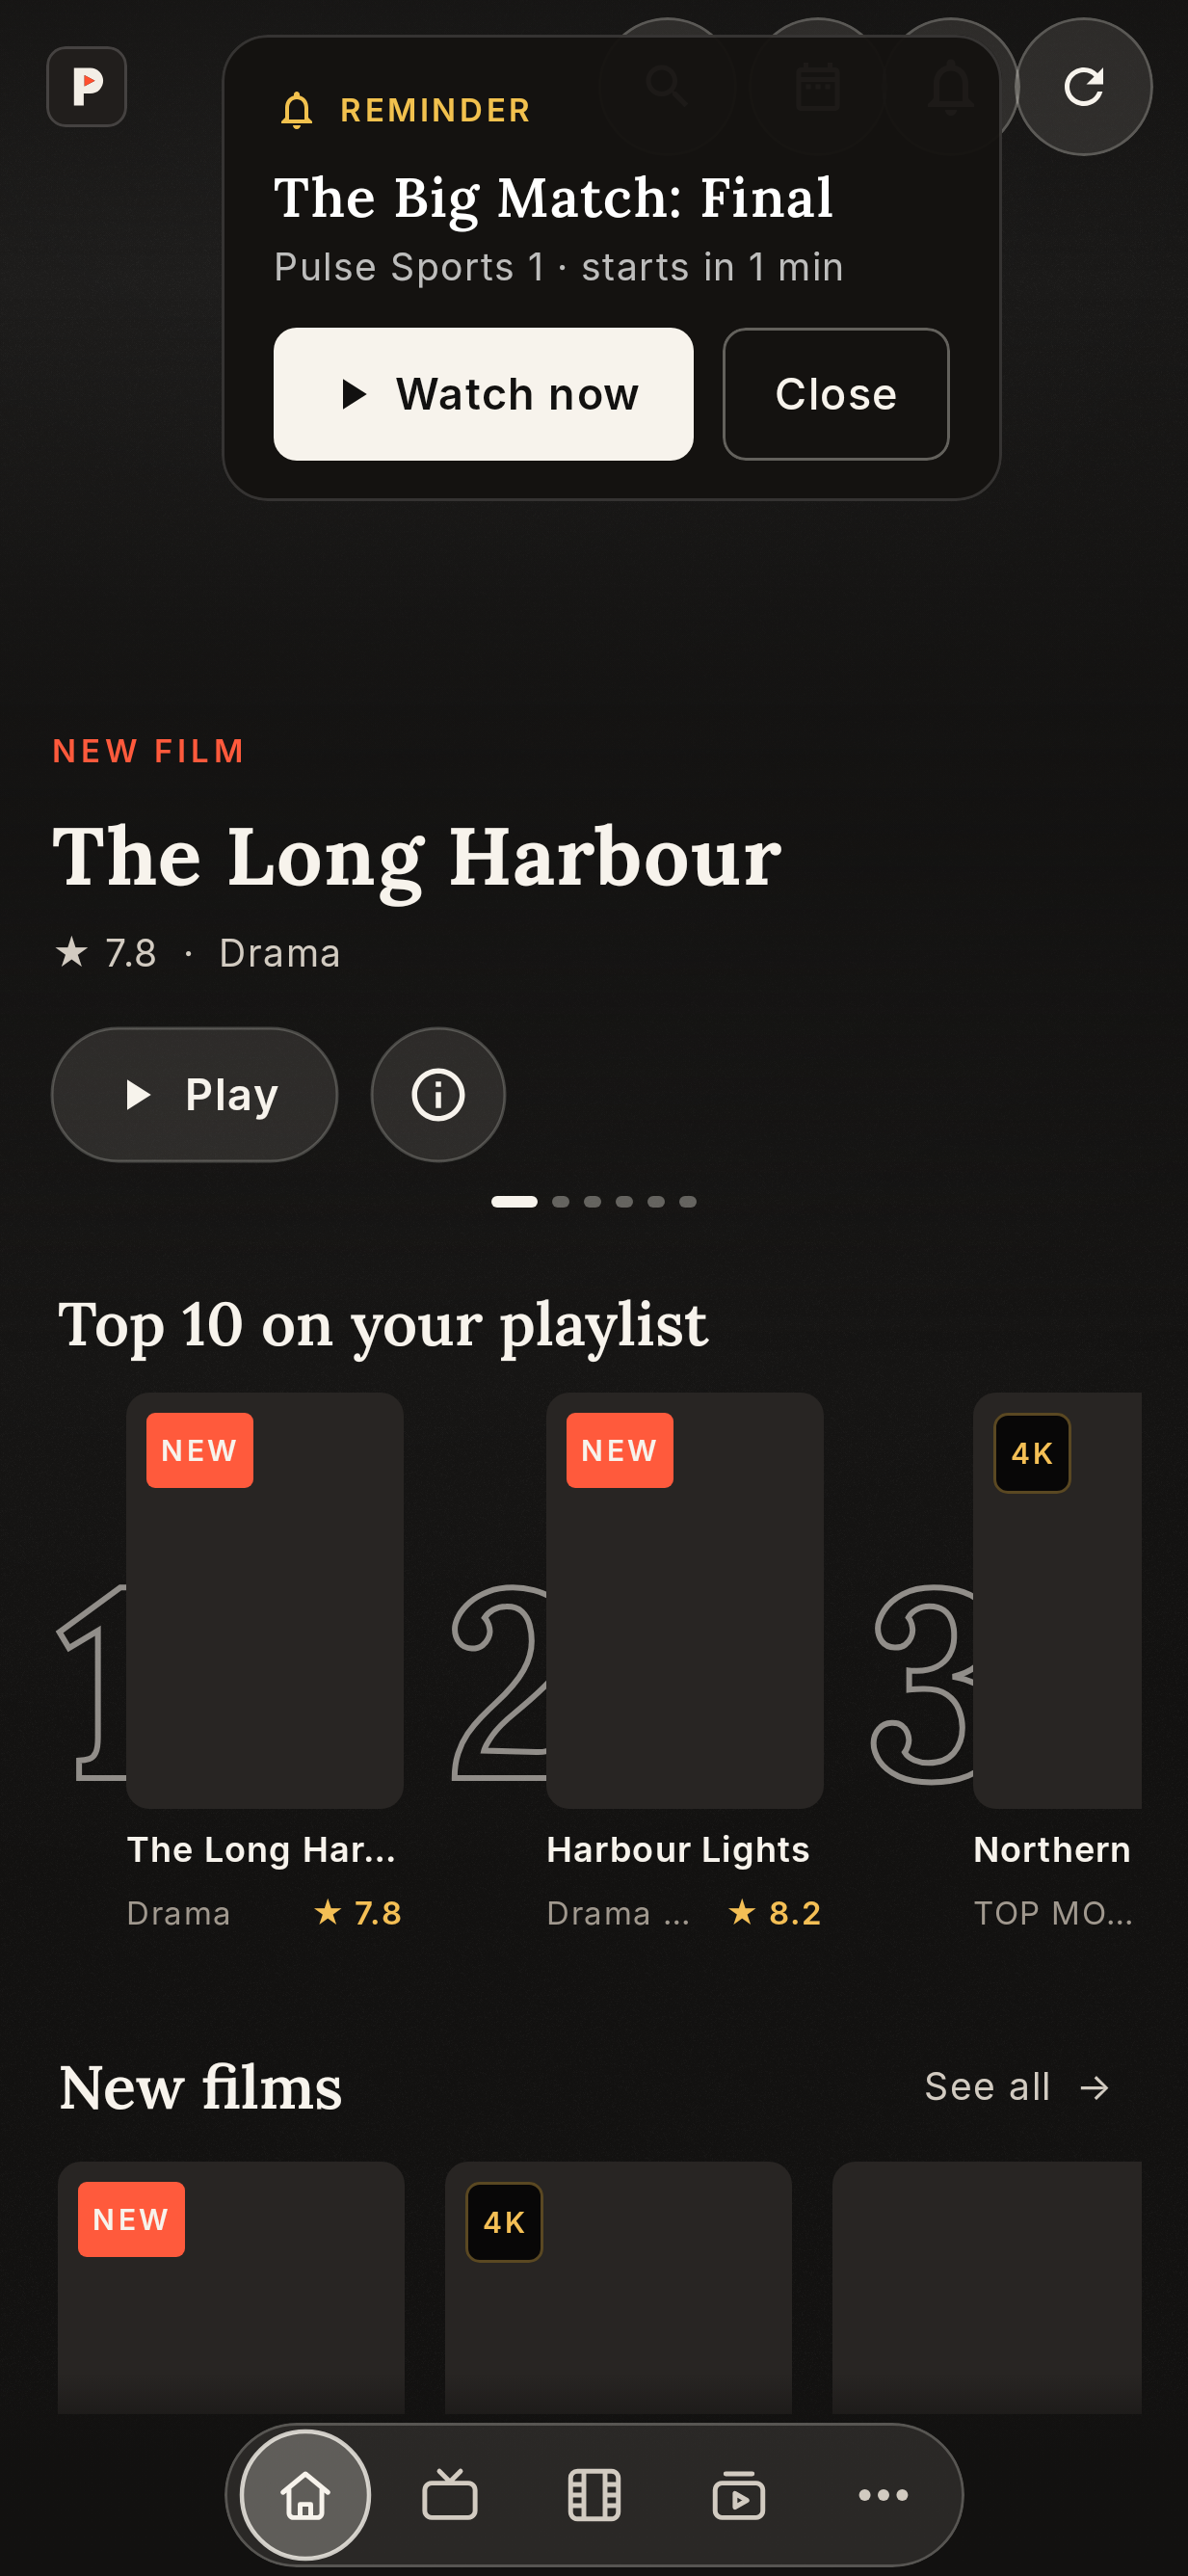 P
REMINDER
The Big Match: Final
Pulse Sports 1 · starts in 1 min
Watch now
Close
NEW FILM
The Long Harbour
★ 7.8 · Drama
Play
Top 10 on your playlist
NEW
NEW
4K
1
2
3
The Long Har...
Harbour Lights
Northern
Drama ★ 7.8
Drama ... ★ 8.2
TOP MO...
New films
See all →
NEW
4K